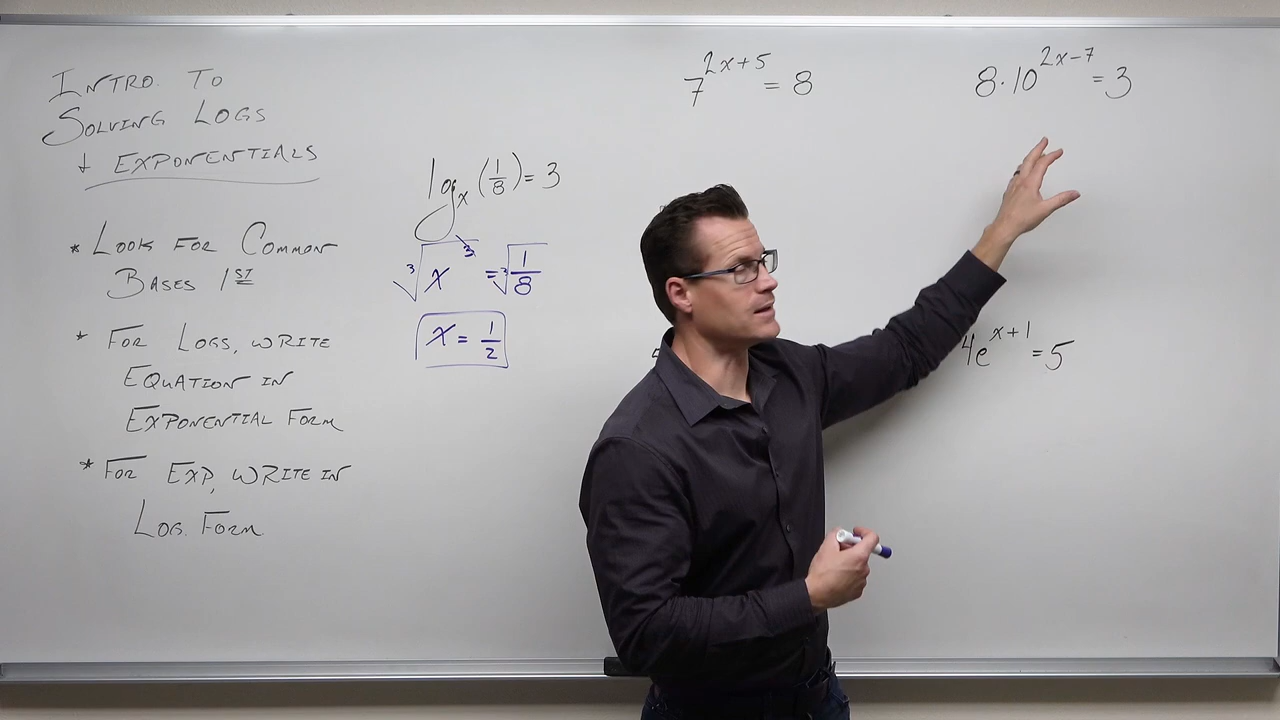 INTRO. TO
SOLVING LOGS
+ EXPONENTIALS
* LOOK FOR COMMON
BASES 1ST
* FOR LOGS, WRITE
EQUATION IN
EXPONENTIAL FORM
* FOR EXP, WRITE IN
LOG. FORM
logₓ(1/8) = 3
∛x³ = ∛1/8
x = 1/2
7^(2x+5) = 8
8·10^(2x-7) = 3
4e^(x+1) = 5